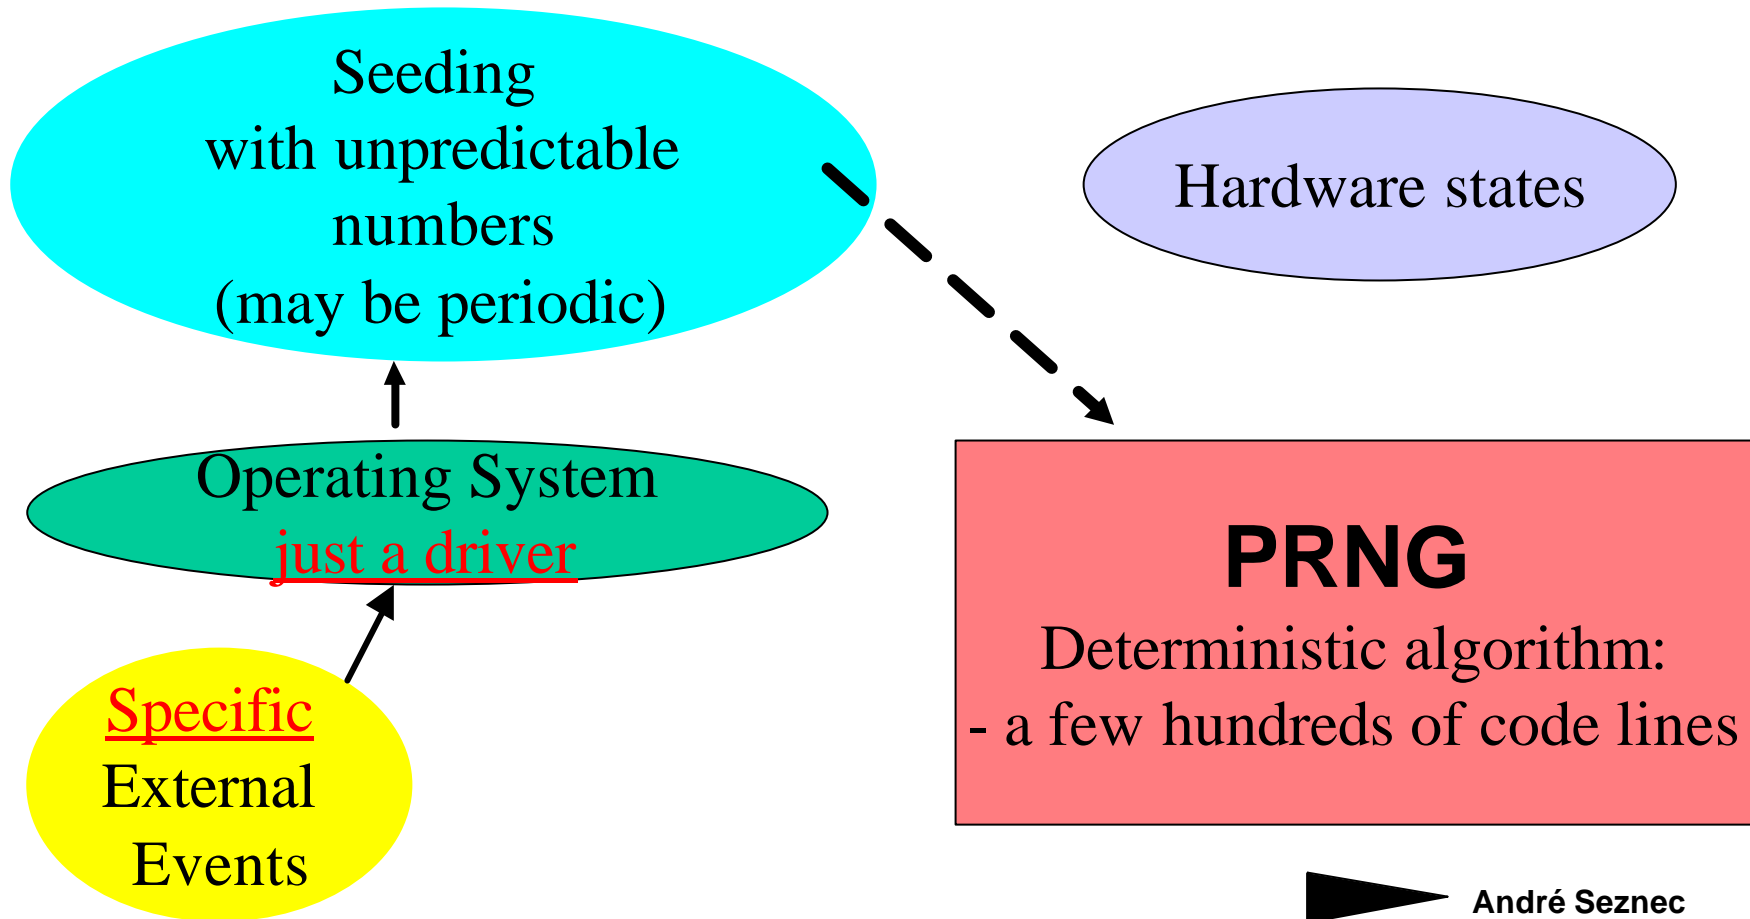 Seeding
with unpredictable
numbers
(may be periodic)
Hardware states
Operating System
just a driver
Specific
External
Events
PRNG
Deterministic algorithm:
- a few hundreds of code lines
André Seznec